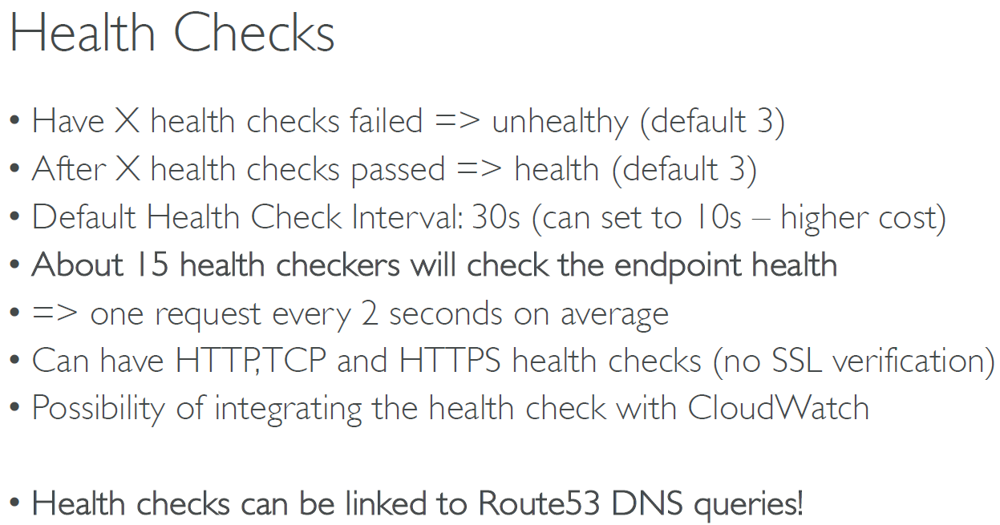 Health Checks
• Have X health checks failed => unhealthy (default 3)
• After X health checks passed => health (default 3)
• Default Health Check Interval: 30s (can set to 10s – higher cost)
• About 15 health checkers will check the endpoint health
• => one request every 2 seconds on average
• Can have HTTP,TCP and HTTPS health checks (no SSL verification)
• Possibility of integrating the health check with CloudWatch
• Health checks can be linked to Route53 DNS queries!